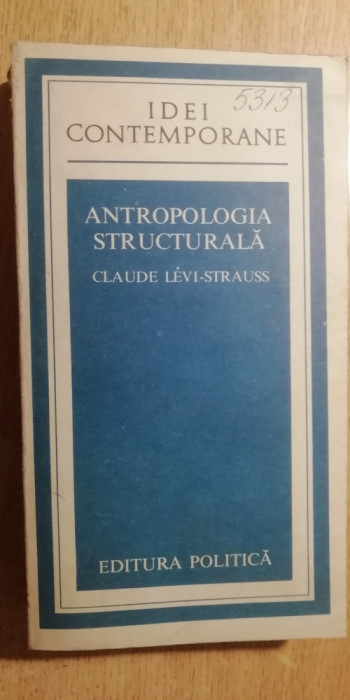 5313
IDEI
CONTEMPORANE
ANTROPOLOGIA
STRUCTURALĂ
CLAUDE LÉVI-STRAUSS
EDITURA POLITICĂ